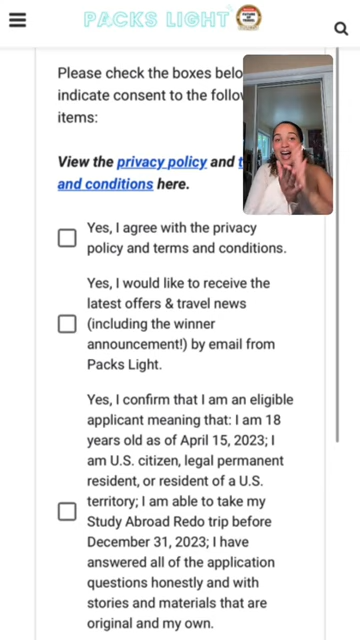 PACKS LIGHT
Please check the boxes belo
indicate consent to the follow
items:
View the privacy policy and t
and conditions here.
Yes, I agree with the privacy
policy and terms and conditions.
Yes, I would like to receive the
latest offers & travel news
(including the winner
announcement!) by email from
Packs Light.
Yes, I confirm that I am an eligible
applicant meaning that: I am 18
years old as of April 15, 2023; I
am U.S. citizen, legal permanent
resident, or resident of a U.S.
territory; I am able to take my
Study Abroad Redo trip before
December 31, 2023; I have
answered all of the application
questions honestly and with
stories and materials that are
original and my own.